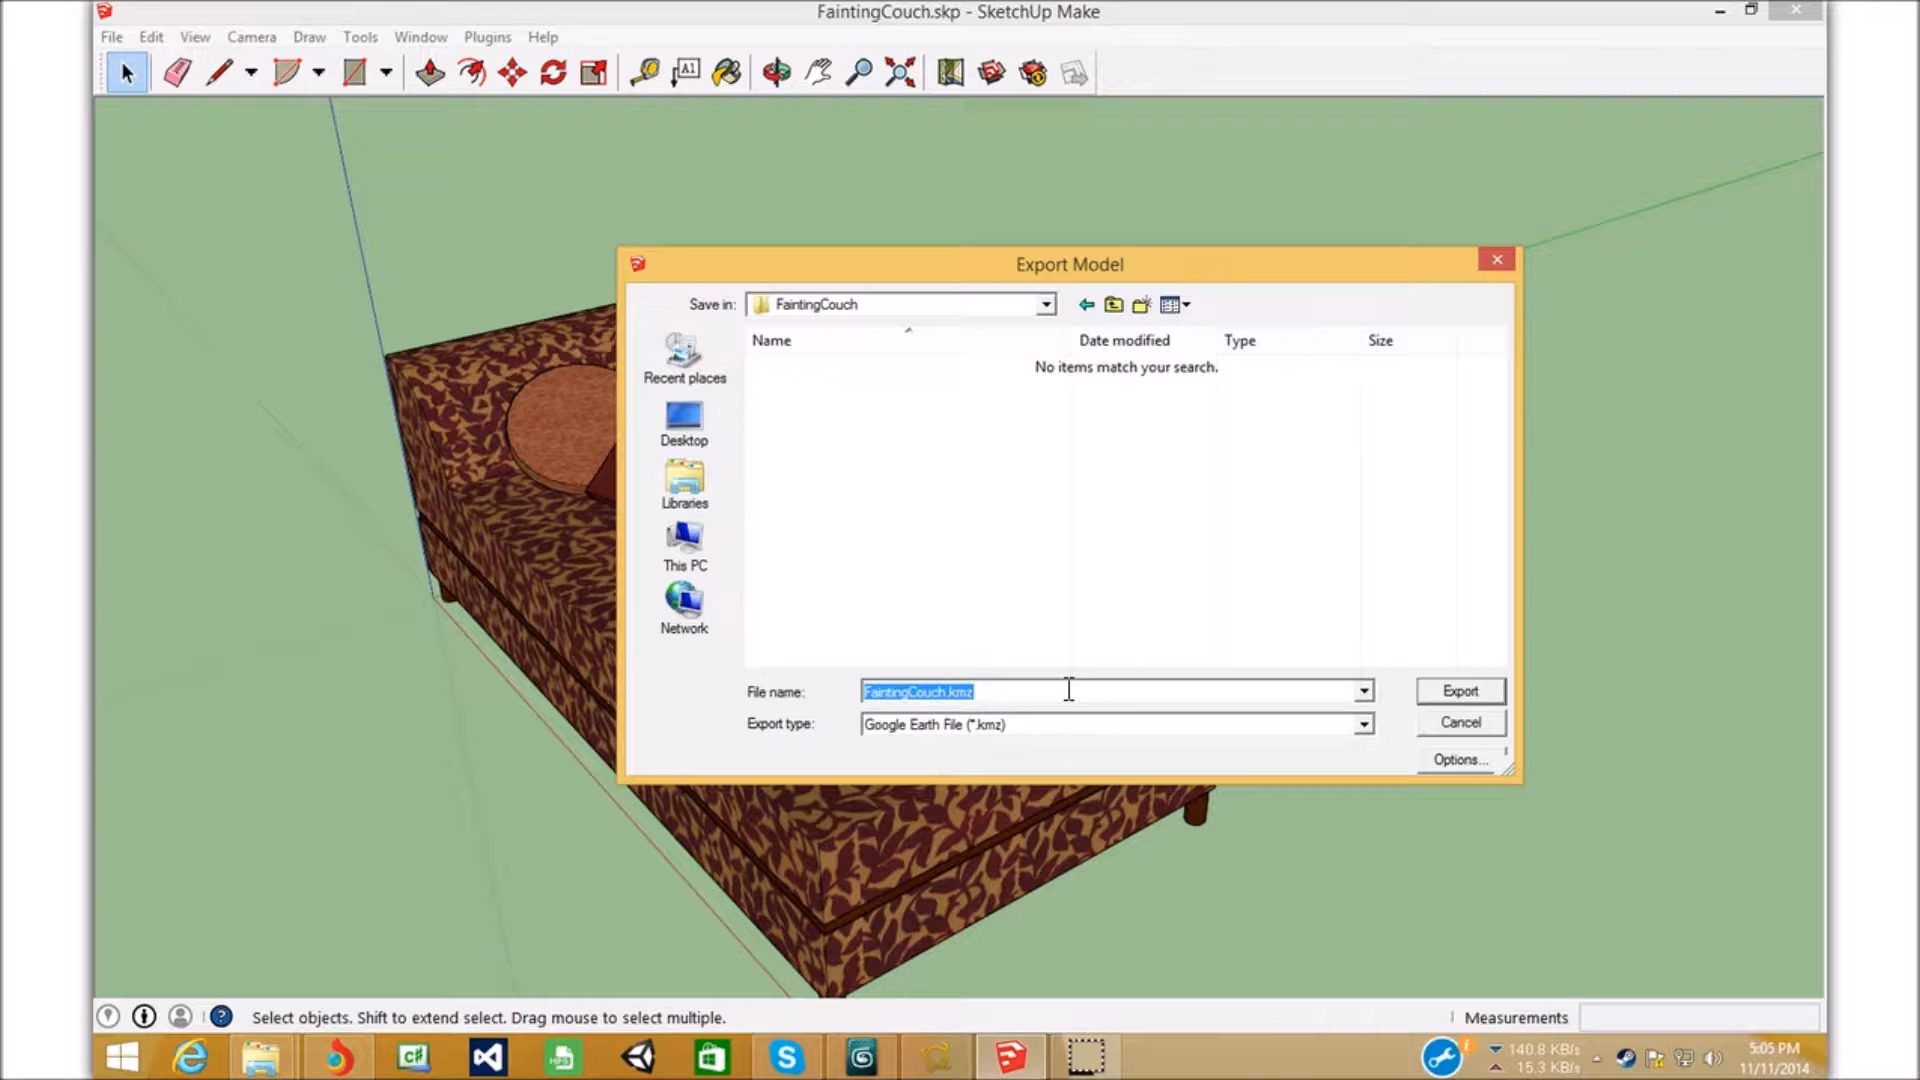 FaintingCouch.skp - SketchUp Make
File Edit View Camera Draw Tools Window Plugins Help
A1
Export Model
Save in: FaintingCouch
Name Date modified Type Size
No items match your search.
Recent places
Desktop
Libraries
This PC
Network
File name: FaintingCouch.kmz Export
Export type: Google Earth File (*.kmz) Cancel
Options...
Select objects. Shift to extend select. Drag mouse to select multiple. Measurements
140.8 KB/s 5:05 PM
15.3 KB/s 11/11/2014
C#